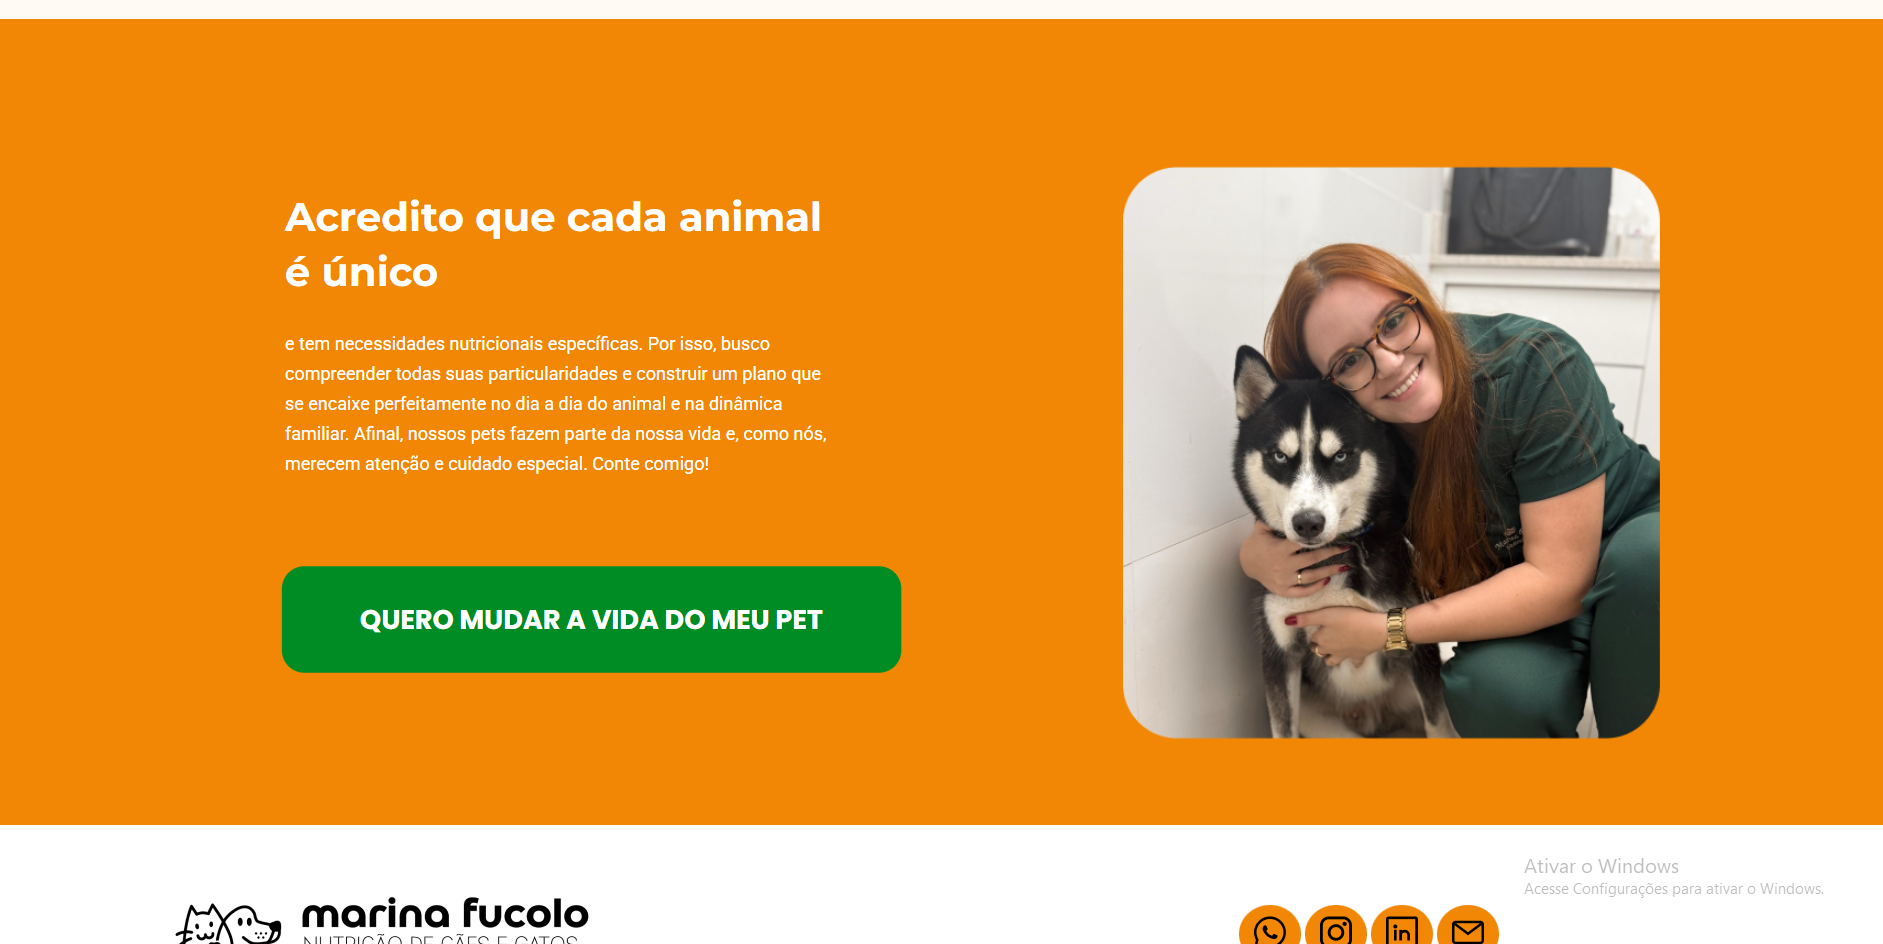 Acredito que cada animal
é único
e tem necessidades nutricionais específicas. Por isso, busco
compreender todas suas particularidades e construir um plano que
se encaixe perfeitamente no dia a dia do animal e na dinâmica
familiar. Afinal, nossos pets fazem parte da nossa vida e, como nós,
merecem atenção e cuidado especial. Conte comigo!
QUERO MUDAR A VIDA DO MEU PET
Ativar o Windows
Acesse Configurações para ativar o Windows.
marina fucolo
NUTRIÇÃO DE CÃES E GATOS
in